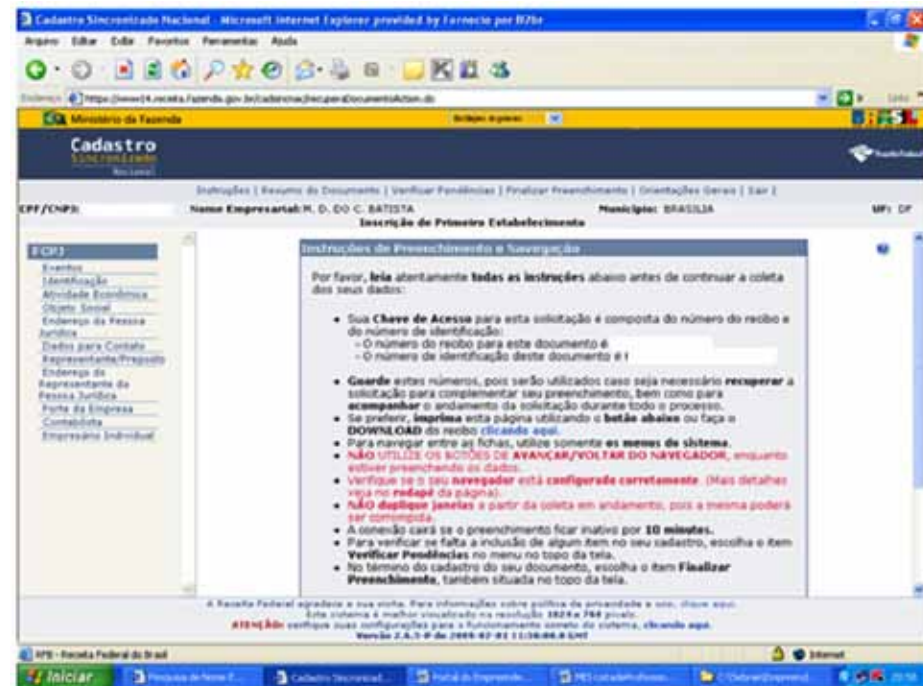 Cadastro Sincronizado Nacional - Microsoft Internet Explorer provided by
Arquivo Editar Exibir Favoritos Ferramentas Ajuda
Endereço
Ministério da Fazenda
Cadastro
Sincronizado
Nacional
Instruções | Resumo do Documento | Verificar Pendências | Finalizar Preenchimento | Orientações Gerais | Sair |
CPF/CNPJ: Nome Empresarial: M. D. DO C. BATISTA Município: BRASILIA UF: DF
Inscrição de Primeiro Estabelecimento
FCPJ
Eventos
Identificação
Atividade Econômica
Objeto Social
Endereço da Pessoa
Jurídica
Dados para Contato
Representante/Preposto
Endereço do
Representante da
Pessoa Jurídica
Porte da Empresa
Contabilista
Empresário Individual
Instruções de Preenchimento e Navegação
Por favor, leia atentamente todas as instruções abaixo antes de continuar a coleta
dos seus dados:
Sua Chave de Acesso para esta solicitação é composta do número do recibo e
do número de identificação:
- O número do recibo para este documento é
- O número de identificação deste documento é
Guarde estes números, pois serão utilizados caso seja necessário recuperar a
solicitação para complementar seu preenchimento, bem como para
acompanhar o andamento da solicitação durante todo o processo.
Se preferir, imprima esta página utilizando o botão abaixo ou faça o
DOWNLOAD do recibo clicando aqui.
Para navegar entre as fichas, utilize somente os menus do sistema.
NÃO UTILIZE OS BOTÕES DE AVANÇAR/VOLTAR DO NAVEGADOR, enquanto
estiver preenchendo os dados.
Verifique se o seu navegador está configurado corretamente. (Mais detalhes
veja no rodapé da página).
NÃO duplique janelas a partir da coleta em andamento, pois a mesma poderá
ser corrompida.
A conexão cairá se o preenchimento ficar inativo por 10 minutos.
Para verificar se falta a inclusão de algum item no seu cadastro, escolha o item
Verificar Pendências no menu no topo da tela.
No término do cadastro do seu documento, escolha o item Finalizar
Preenchimento, também situada no topo da tela.
A Receita Federal agradece a sua visita. Para informações sobre política de privacidade e uso, clique aqui.
Este sistema é melhor visualizado na resolução 1024 x 768 pixels.
ATENÇÃO: verifique suas configurações para o funcionamento correto do sistema, clicando aqui.
RFB - Receita Federal do Brasil
Internet
Iniciar
Cadastro Sincronizad...